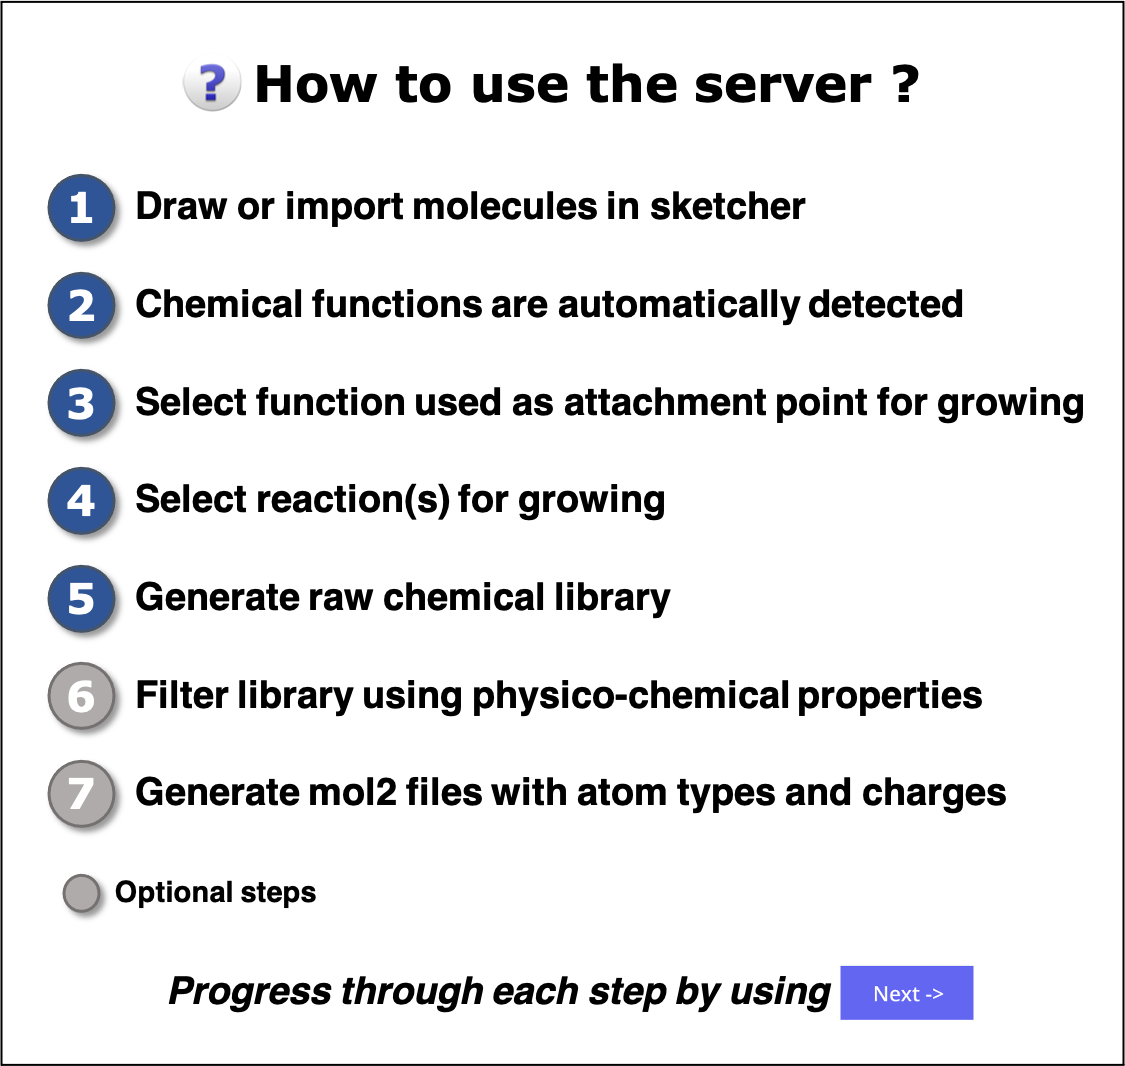 ? How to use the server ?
1 Draw or import molecules in sketcher
2 Chemical functions are automatically detected
3 Select function used as attachment point for growing
4 Select reaction(s) for growing
5 Generate raw chemical library
6 Filter library using physico-chemical properties
7 Generate mol2 files with atom types and charges
Optional steps
Progress through each step by using Next ->